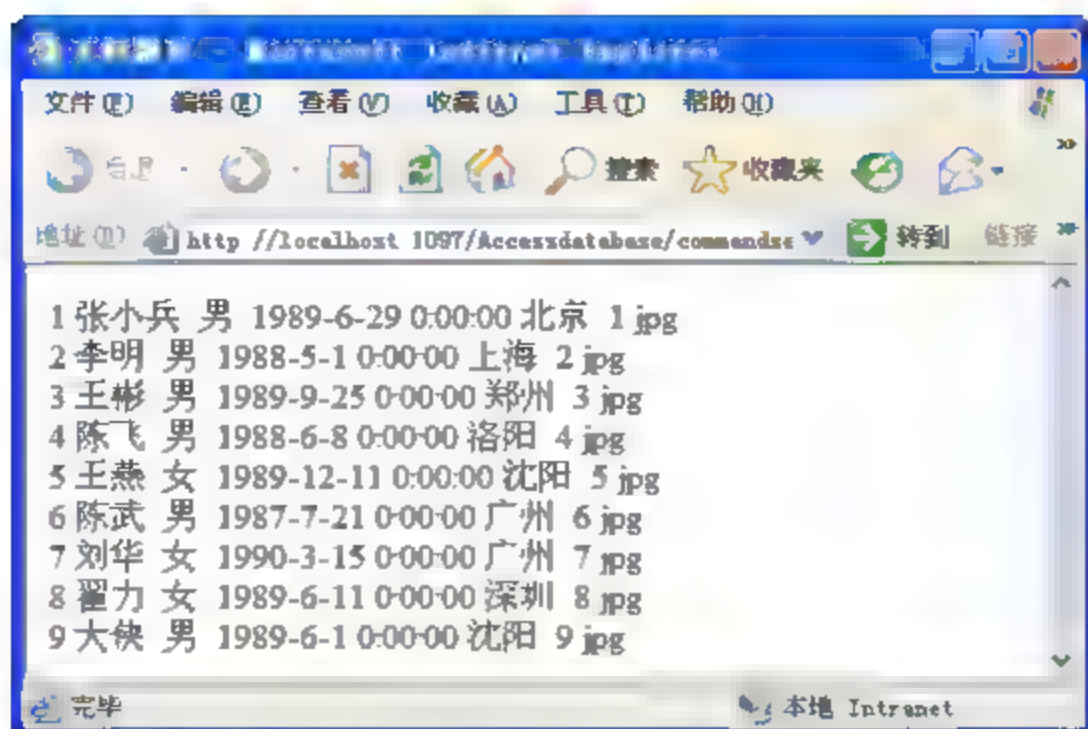 文件(F) 编辑(E) 查看(V) 收藏(A) 工具(T) 帮助(H)
搜索 收藏夹
地址(D) http //localhost 1097/Accessdatabase/commandse 转到 链接
1 张小兵 男 1989-6-29 0:00:00 北京 1 jpg
2 李明 男 1988-5-1 0:00:00 上海 2 jpg
3 王彬 男 1989-9-25 0:00:00 郑州 3 jpg
4 陈飞 男 1988-6-8 0:00:00 洛阳 4 jpg
5 王燕 女 1989-12-11 0:00:00 沈阳 5 jpg
6 陈武 男 1987-7-21 0:00:00 广州 6 jpg
7 刘华 女 1990-3-15 0:00:00 广州 7 jpg
8 翟力 女 1989-6-11 0:00:00 深圳 8 jpg
9 大侠 男 1989-6-1 0:00:00 沈阳 9 jpg
完毕 本地 Intranet